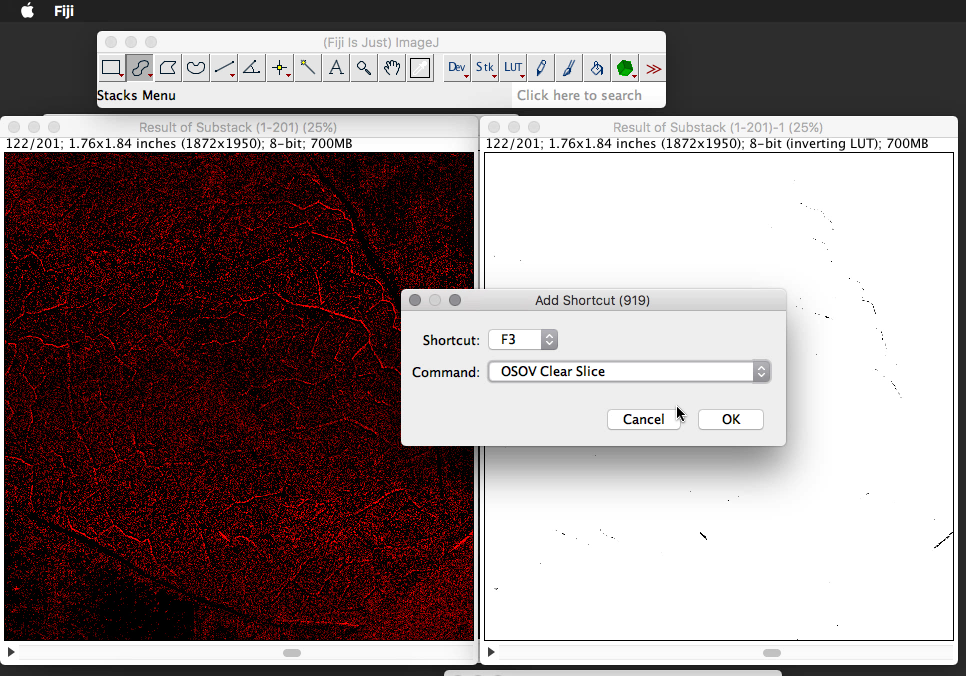 Fiji
(Fiji Is Just) ImageJ
Dev Stk LUT
Stacks Menu
Click here to search
Result of Substack (1-201) (25%)
122/201; 1.76x1.84 inches (1872x1950); 8-bit; 700MB
Result of Substack (1-201)-1 (25%)
122/201; 1.76x1.84 inches (1872x1950); 8-bit (inverting LUT); 700MB
Add Shortcut (919)
Shortcut: F3
Command: OSOV Clear Slice
Cancel OK